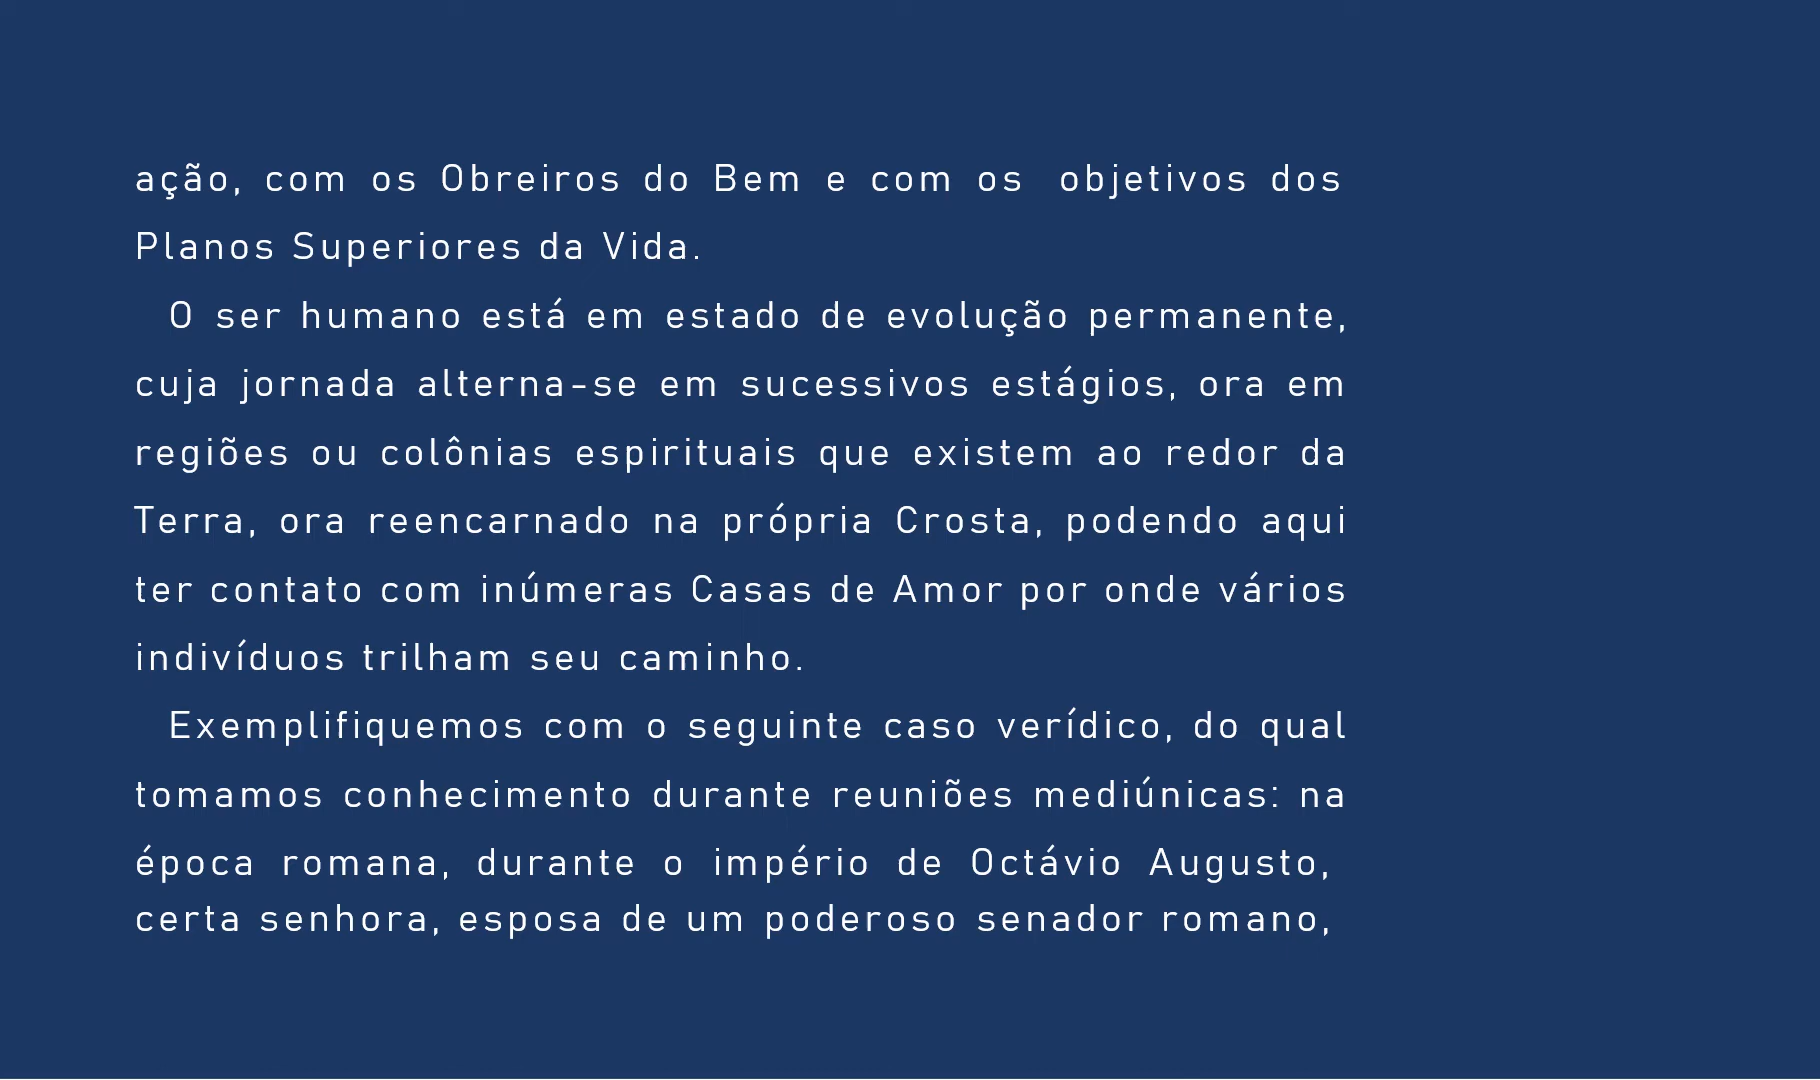 ação, com os Obreiros do Bem e com os objetivos dos
Planos Superiores da Vida.
O ser humano está em estado de evolução permanente,
cuja jornada alterna-se em sucessivos estágios, ora em
regiões ou colônias espirituais que existem ao redor da
Terra, ora reencarnado na própria Crosta, podendo aqui
ter contato com inúmeras Casas de Amor por onde vários
indivíduos trilham seu caminho.
Exemplifiquemos com o seguinte caso verídico, do qual
tomamos conhecimento durante reuniões mediúnicas: na
época romana, durante o império de Octávio Augusto,
certa senhora, esposa de um poderoso senador romano,